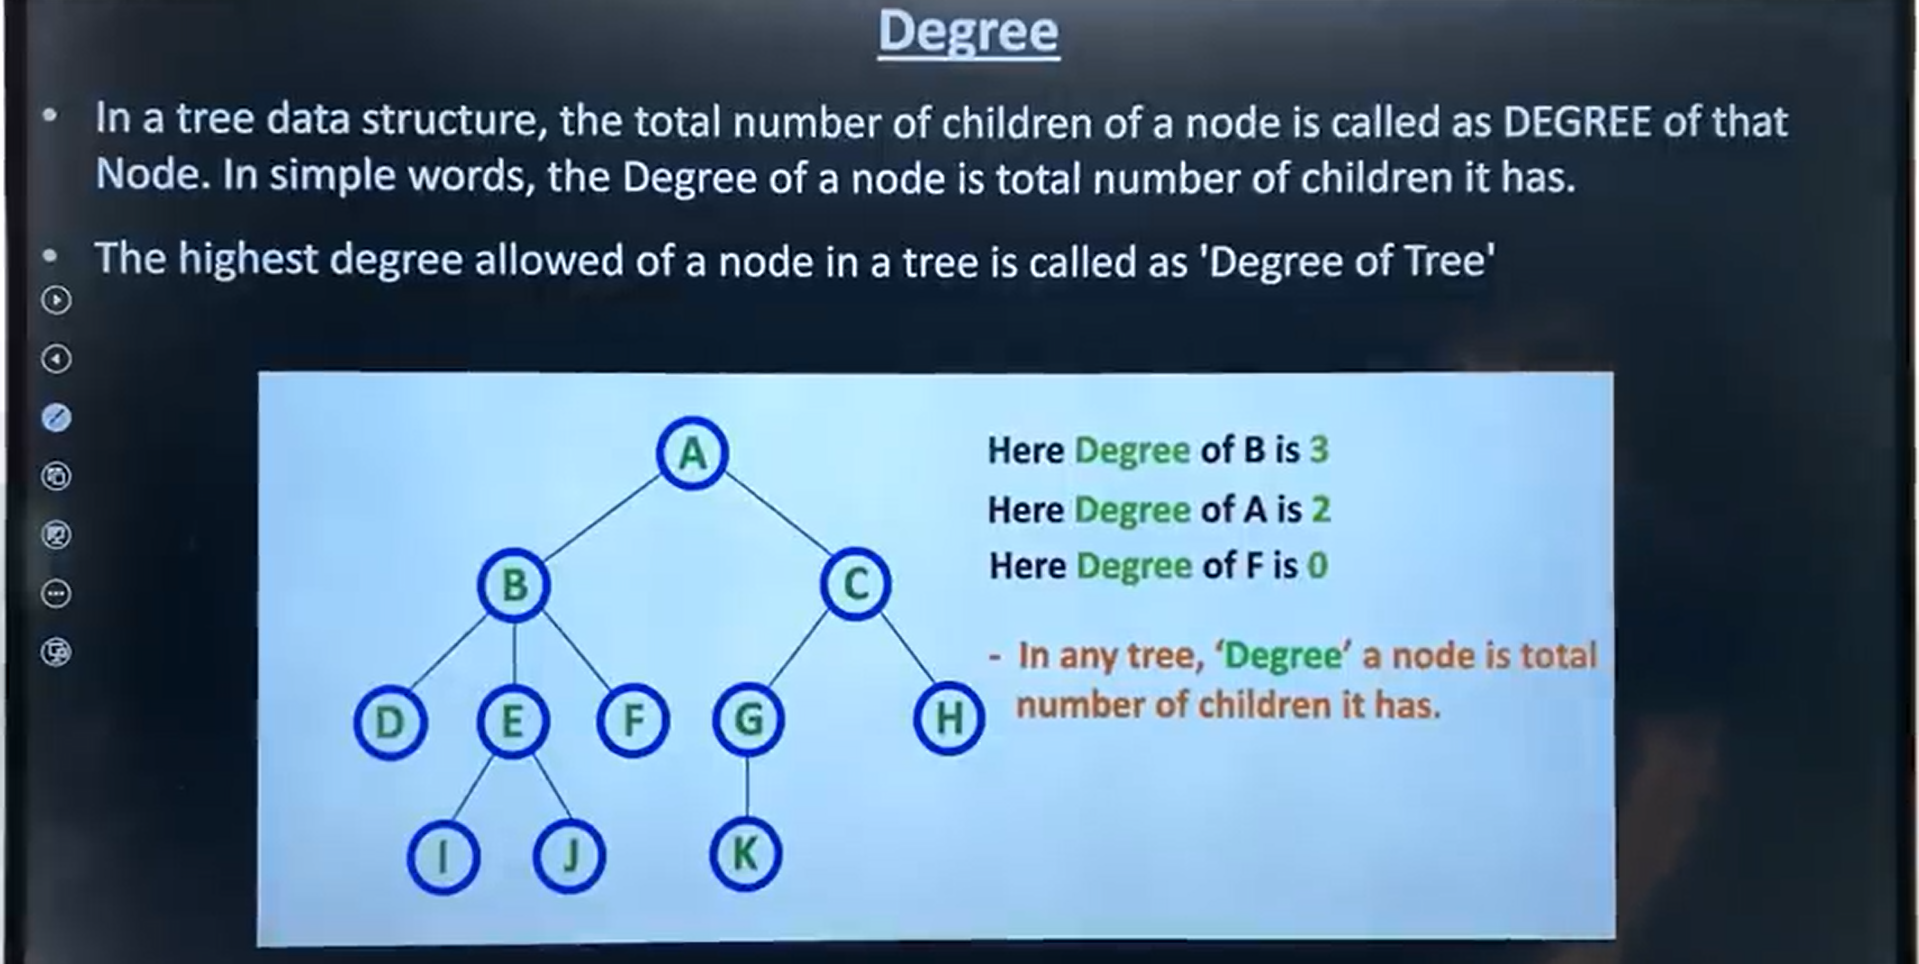 Degree
• In a tree data structure, the total number of children of a node is called as DEGREE of that
Node. In simple words, the Degree of a node is total number of children it has.
• The highest degree allowed of a node in a tree is called as 'Degree of Tree'
A
Here Degree of B is 3
Here Degree of A is 2
B
C
Here Degree of F is 0
- In any tree, ‘Degree’ a node is total
number of children it has.
D
E
F
G
H
I
J
K